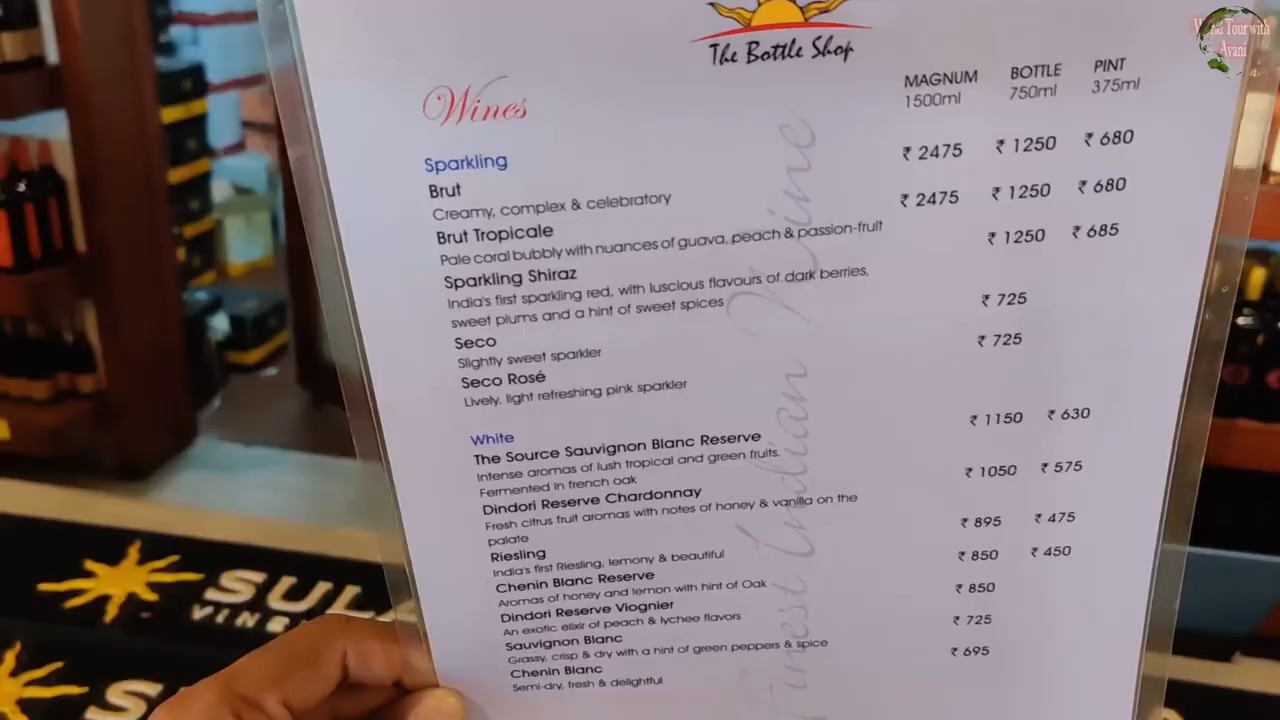 World Tour with
Avani
The Bottle Shop
Wines
MAGNUM BOTTLE PINT
1500ml 750ml 375ml
Sparkling
Brut ₹ 2475 ₹ 1250 ₹ 680
Creamy, complex & celebratory
Brut Tropicale ₹ 2475 ₹ 1250 ₹ 680
Pale coral bubbly with nuances of guava, peach & passion-fruit
Sparkling Shiraz ₹ 1250 ₹ 685
India's first sparkling red, with luscious flavours of dark berries,
sweet plums and a hint of sweet spices
Seco ₹ 725
Slightly sweet sparkler
Seco Rosé ₹ 725
Lively, light refreshing pink sparkler
White
The Source Sauvignon Blanc Reserve ₹ 1150 ₹ 630
Intense aromas of lush tropical and green fruits.
Fermented in french oak
Dindori Reserve Chardonnay ₹ 1050 ₹ 575
Fresh citrus fruit aromas with notes of honey & vanilla on the
palate
Riesling ₹ 895 ₹ 475
India's first Riesling, lemony & beautiful
Chenin Blanc Reserve ₹ 850 ₹ 450
Aromas of honey and lemon with hint of Oak
Dindori Reserve Viognier ₹ 850
An exotic elixir of peach & lychee flavors
Sauvignon Blanc ₹ 725
Grassy, crisp & dry with a hint of green peppers & spice
Chenin Blanc ₹ 695
Semi-dry, fresh & delightful
Finest Indian Wine